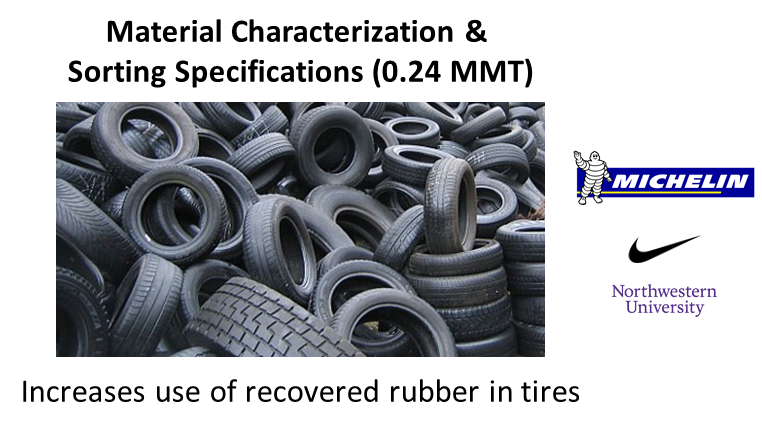 Material Characterization &
Sorting Specifications (0.24 MMT)
MICHELIN
Northwestern
University
Increases use of recovered rubber in tires